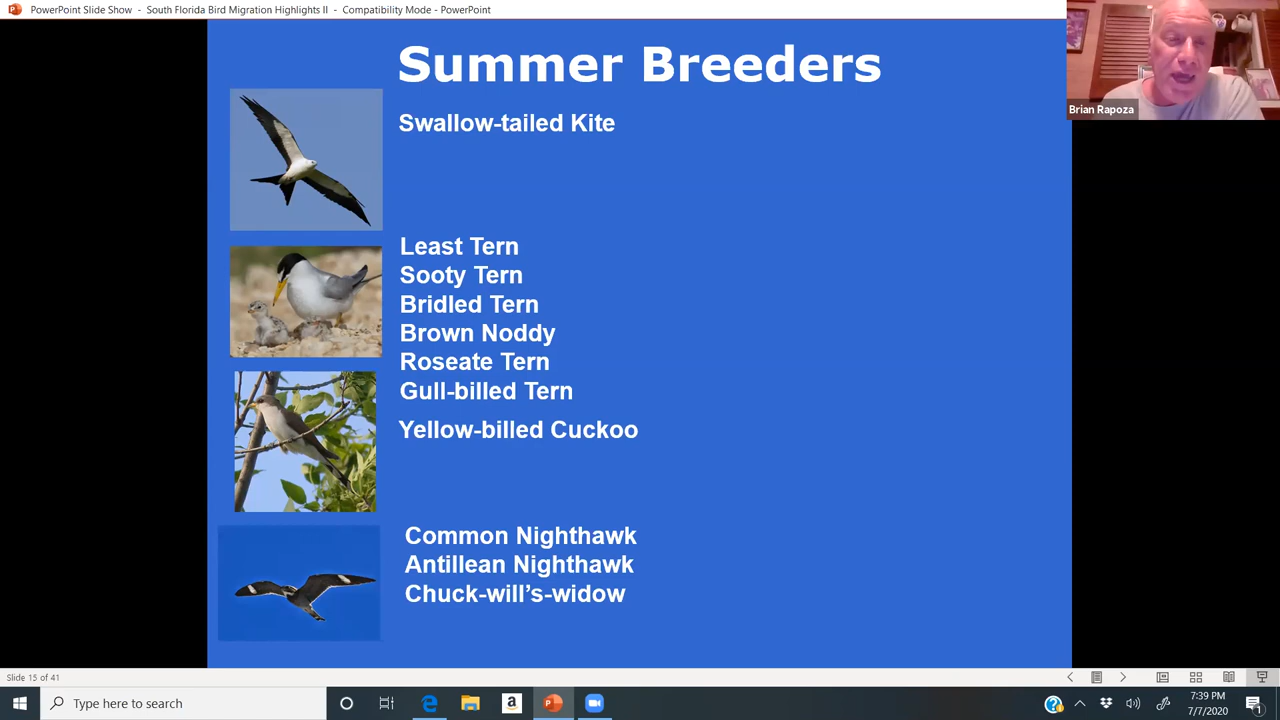 PowerPoint Slide Show - South Florida Bird Migration Highlights II - Compatibility Mode - PowerPoint
Summer Breeders
Brian Rapoza
Swallow-tailed Kite
Least Tern
Sooty Tern
Bridled Tern
Brown Noddy
Roseate Tern
Gull-billed Tern
Yellow-billed Cuckoo
Common Nighthawk
Antillean Nighthawk
Chuck-will’s-widow
Slide 15 of 41
Type here to search
7:39 PM
7/7/2020